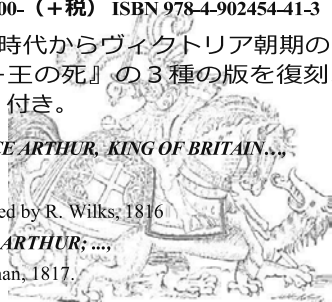 00-（＋税） ISBN 978-4-902454-41-3
時代からヴィクトリア朝期の
ー王の死』の３種の版を復刻
付き。
CE ARTHUR, KING OF BRITAIN…,
ed by R. Wilks, 1816
ARTHUR; ...,
nan, 1817.